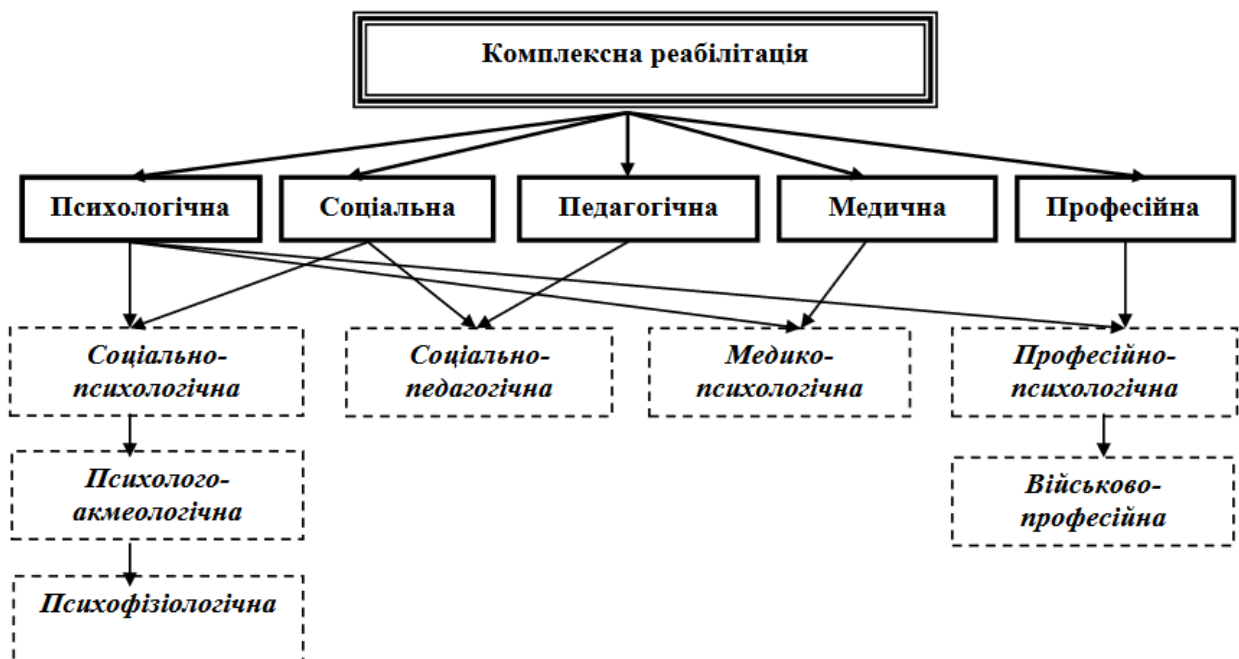 Комплексна реабілітація
Психологічна
Соціальна
Педагогічна
Медична
Професійна
Соціально-
психологічна
Соціально-
педагогічна
Медико-
психологічна
Професійно-
психологічна
Психолого-
акмеологічна
Військово-
професійна
Психофізіологічна